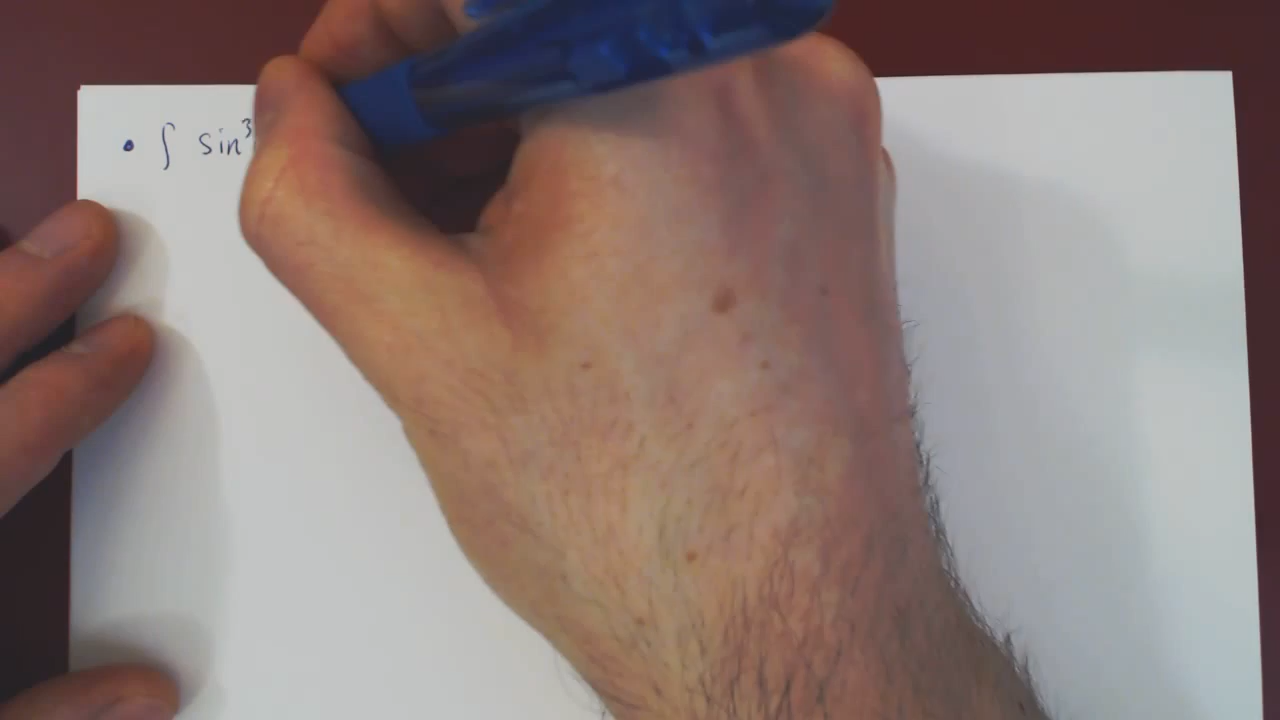 • ∫ sin³